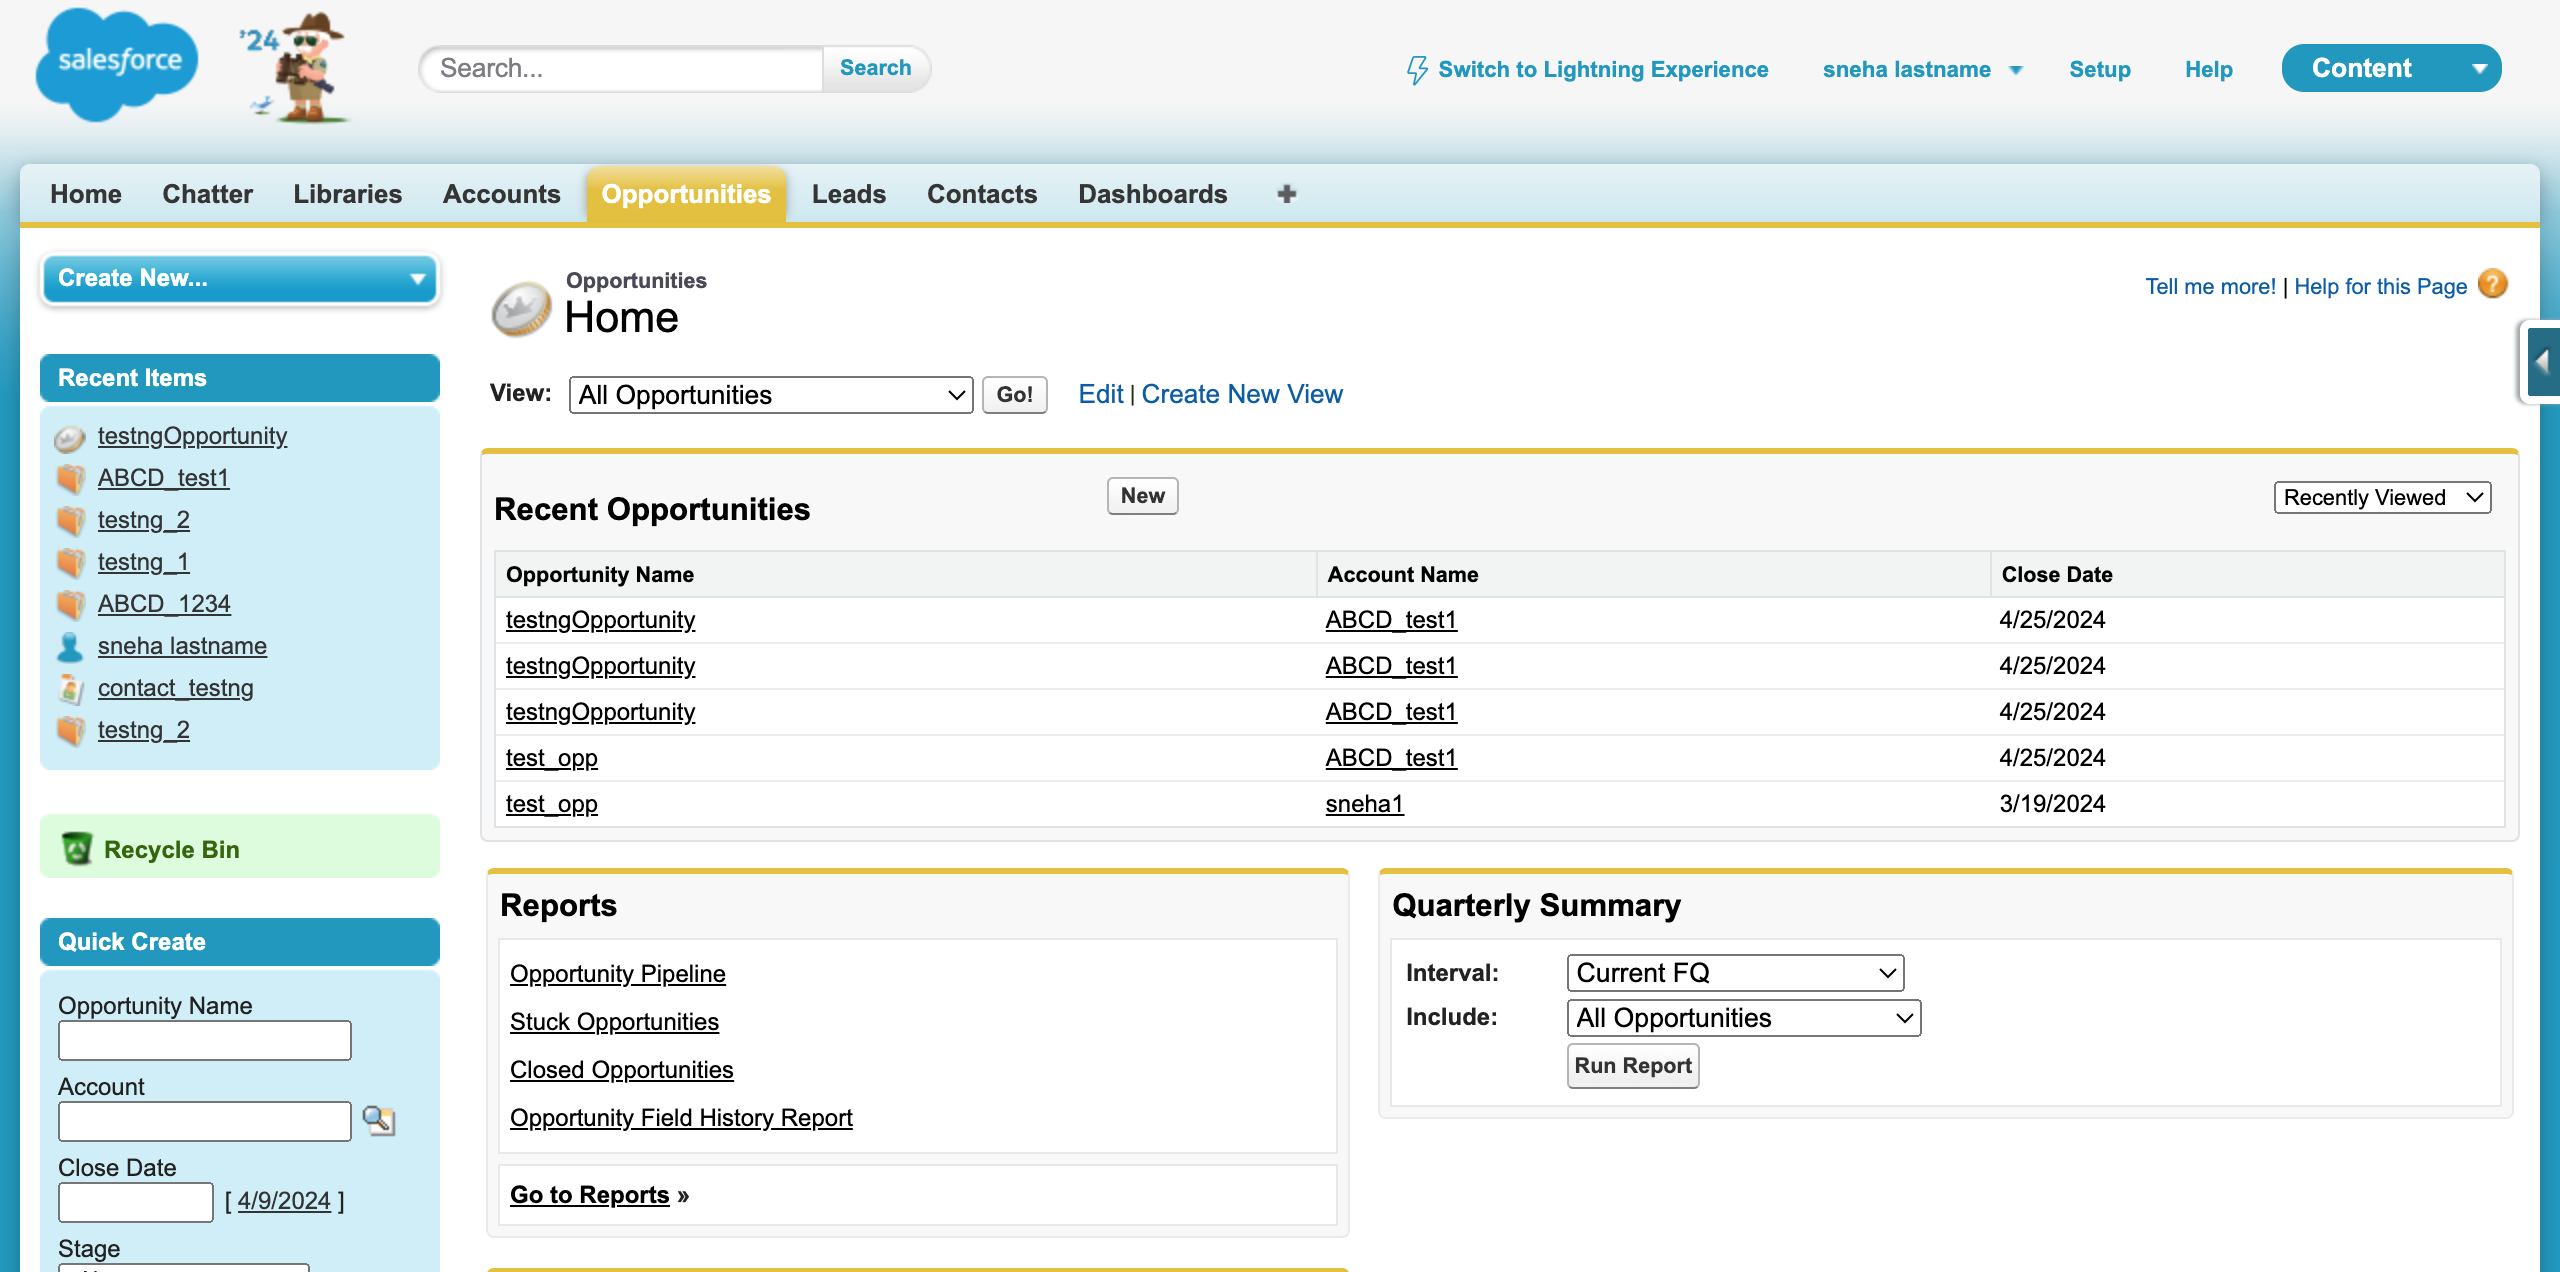 salesforce
'24
Search...
Search
Switch to Lightning Experience
sneha lastname
Setup
Help
Content
Home
Chatter
Libraries
Accounts
Opportunities
Leads
Contacts
Dashboards
+
Create New...
Recent Items
testngOpportunity
ABCD_test1
testng_2
testng_1
ABCD_1234
sneha lastname
contact_testng
testng_2
Recycle Bin
Quick Create
Opportunity Name
Account
Close Date
[ 4/9/2024 ]
Stage
Opportunities
Home
Tell me more! | Help for this Page ?
View: All Opportunities Go! Edit | Create New View
Recent Opportunities New Recently Viewed
Opportunity Name Account Name Close Date
testngOpportunity ABCD_test1 4/25/2024
testngOpportunity ABCD_test1 4/25/2024
testngOpportunity ABCD_test1 4/25/2024
test_opp ABCD_test1 4/25/2024
test_opp sneha1 3/19/2024
Reports
Opportunity Pipeline
Stuck Opportunities
Closed Opportunities
Opportunity Field History Report
Go to Reports »
Quarterly Summary
Interval: Current FQ
Include: All Opportunities
Run Report